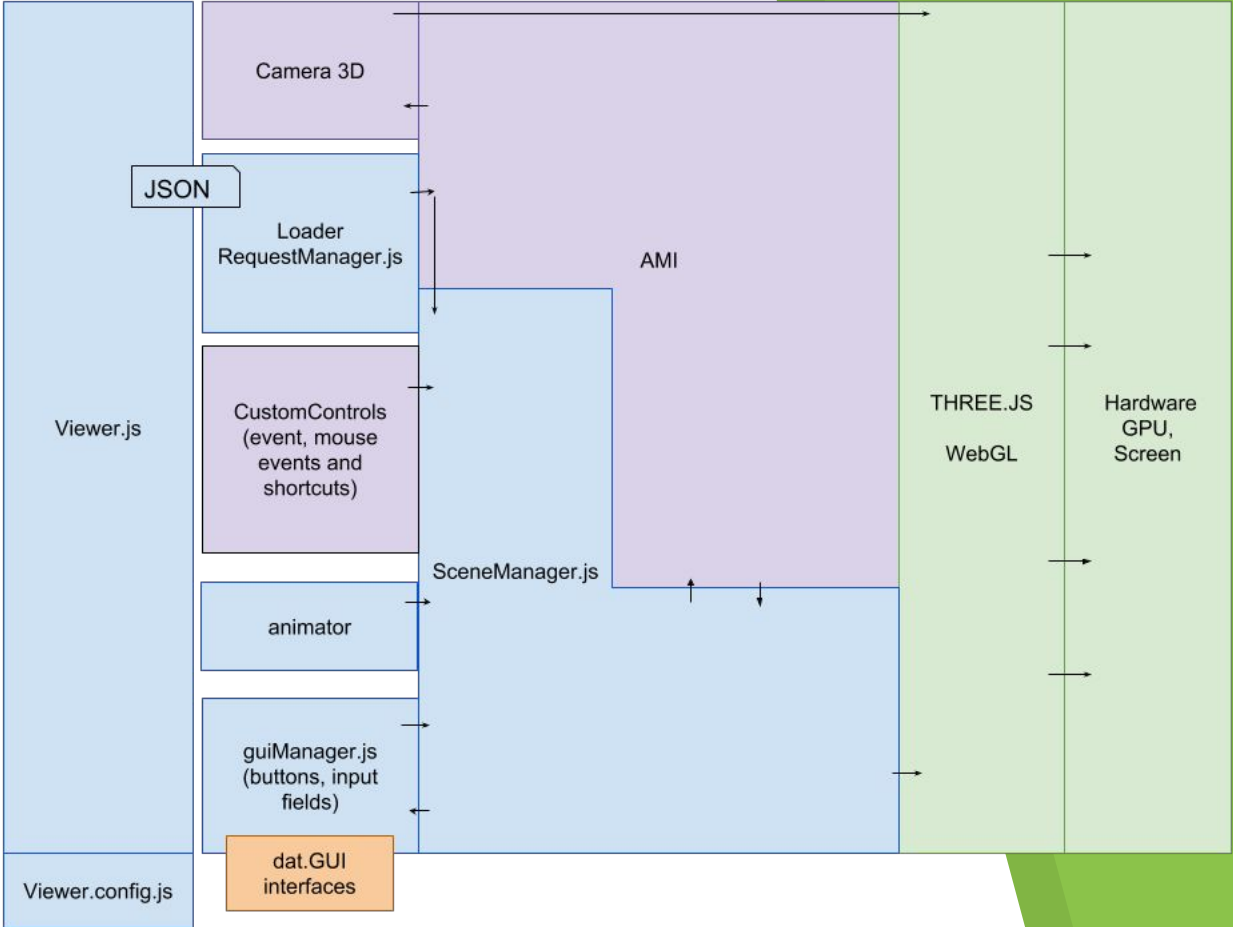 Camera 3D
JSON
Loader
RequestManager.js
AMI
CustomControls
(event, mouse
events and
shortcuts)
Viewer.js
THREE.JS
WebGL
Hardware
GPU,
Screen
SceneManager.js
animator
guiManager.js
(buttons, input
fields)
dat.GUI
interfaces
Viewer.config.js